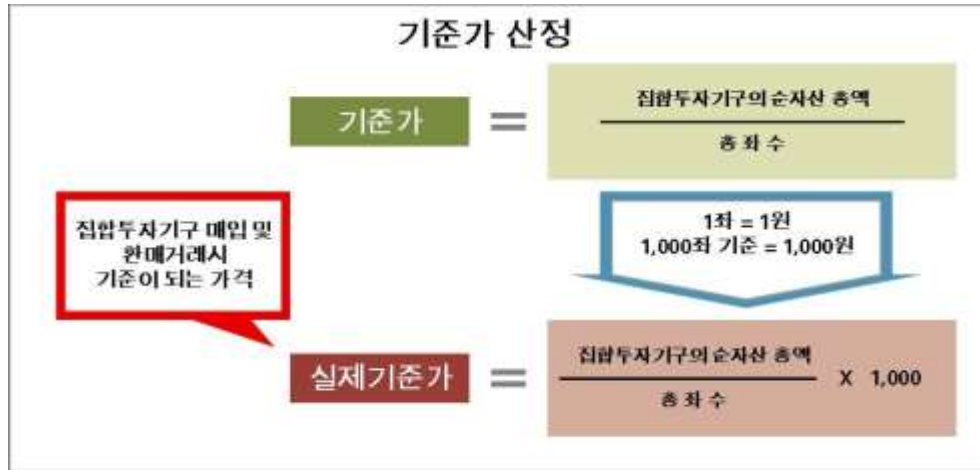 기준가 산정
기준가
=
집합투자기구의 순자산 총액
총 좌 수
집합투자기구 매입 및
환매거래시
기준이 되는 가격
1좌 = 1원
1,000좌 기준 = 1,000원
실제기준가
=
집합투자기구의 순자산 총액
총 좌 수
X 1,000